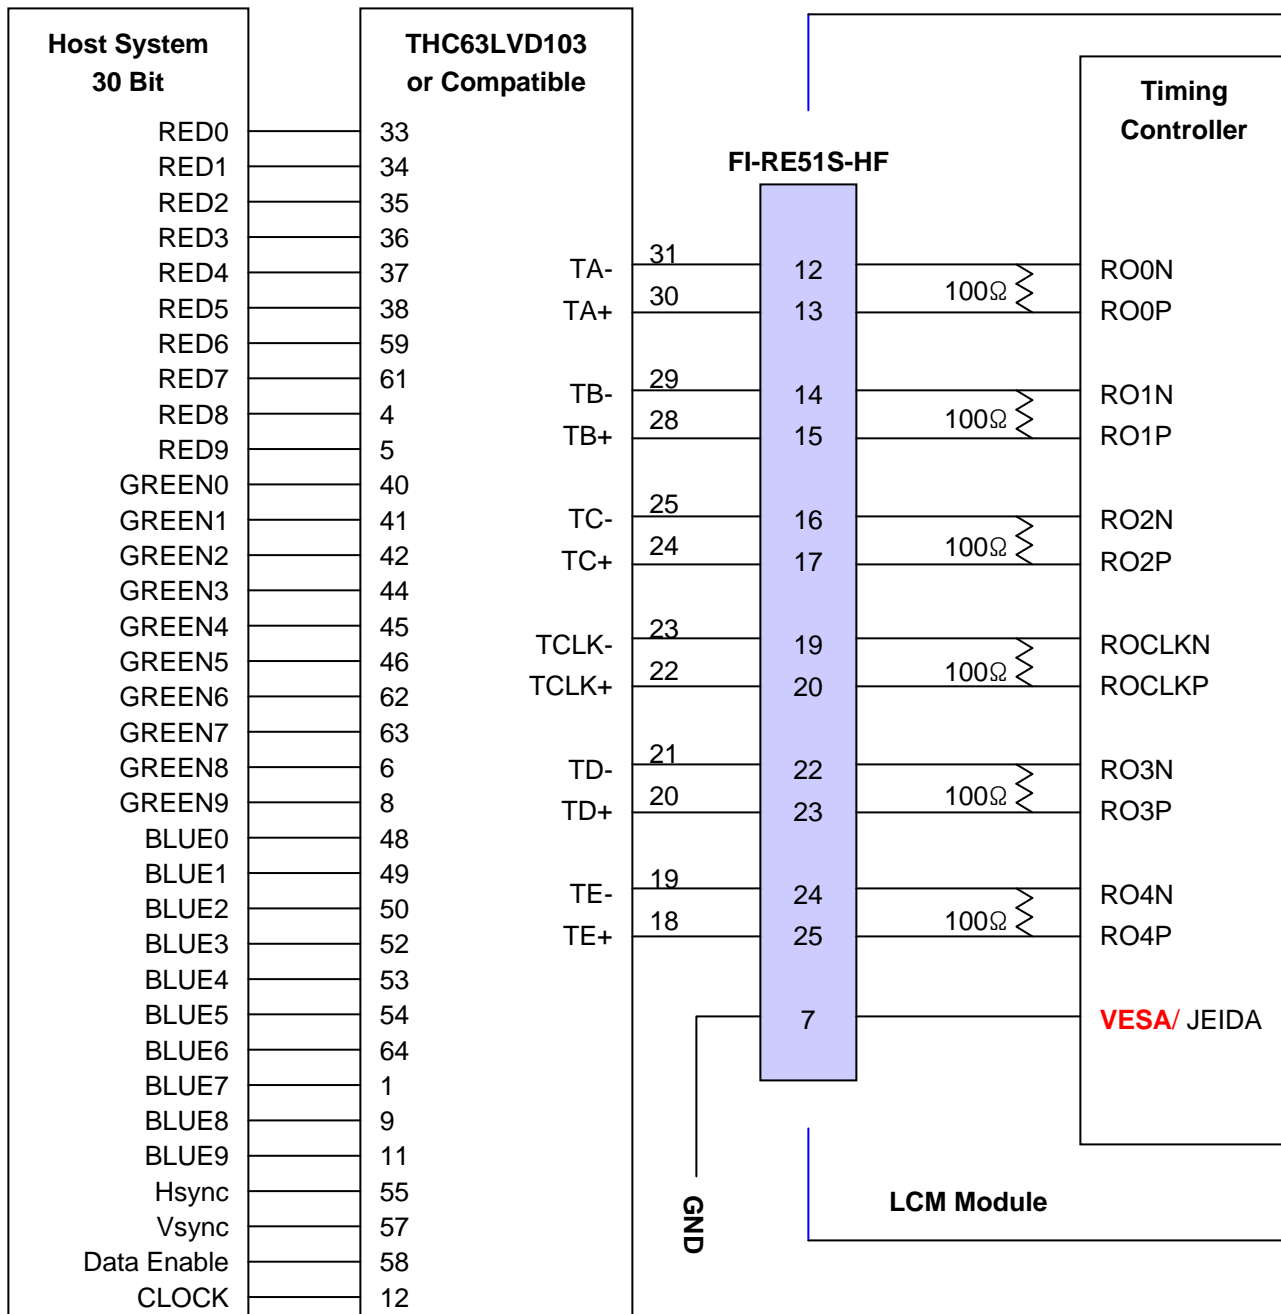 Host System
30 Bit
RED0
RED1
RED2
RED3
RED4
RED5
RED6
RED7
RED8
RED9
GREEN0
GREEN1
GREEN2
GREEN3
GREEN4
GREEN5
GREEN6
GREEN7
GREEN8
GREEN9
BLUE0
BLUE1
BLUE2
BLUE3
BLUE4
BLUE5
BLUE6
BLUE7
BLUE8
BLUE9
Hsync
Vsync
Data Enable
CLOCK
THC63LVD103
or Compatible
33
34
35
36
37
38
59
61
4
5
40
41
42
44
45
46
62
63
6
8
48
49
50
52
53
54
64
1
9
11
55
57
58
12
TA-
TA+
TB-
TB+
TC-
TC+
TCLK-
TCLK+
TD-
TD+
TE-
TE+
31
30
29
28
25
24
23
22
21
20
19
18
FI-RE51S-HF
12
13
14
15
16
17
19
20
22
23
24
25
7
GND
100Ω
100Ω
100Ω
100Ω
100Ω
100Ω
Timing
Controller
RO0N
RO0P
RO1N
RO1P
RO2N
RO2P
ROCLKN
ROCLKP
RO3N
RO3P
RO4N
RO4P
VESA/ JEIDA
LCM Module